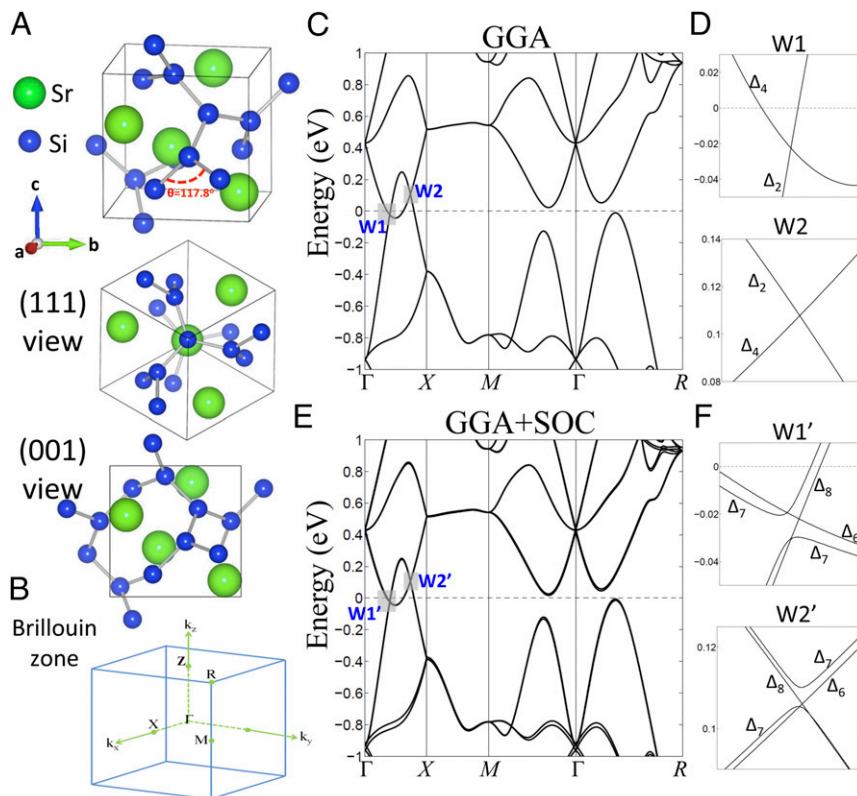 A
Sr
Si
θ=117.8°
c
a
b
(111)
view
(001)
view
B
Brillouin
zone
k_z
Z
R
Γ
X
k_x
k_y
M
C
GGA
Energy (eV)
1
0.8
0.6
0.4
0.2
0
−0.2
−0.4
−0.6
−0.8
−1
W1
W2
Γ
X
M
Γ
R
D
W1
0.02
0
−0.02
−0.04
Δ4
Δ2
W2
0.14
0.12
0.1
0.08
Δ2
Δ4
E
GGA+SOC
Energy (eV)
1
0.8
0.6
0.4
0.2
0
−0.2
0.4
−0.6
−0.8
−1
W1’
W2’
Γ
X
M
Γ
R
F
W1’
0
−0.02
−0.04
Δ7
Δ8
Δ6
Δ7
W2’
0.12
0.1
Δ7
Δ8
Δ6
Δ7